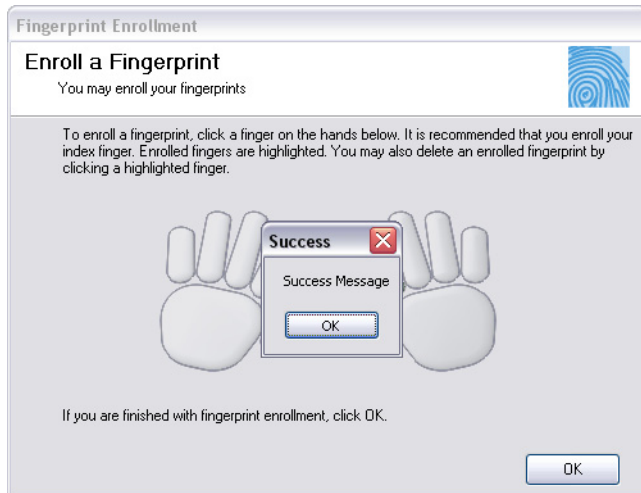 Fingerprint Enrollment
Enroll a Fingerprint
You may enroll your fingerprints
To enroll a fingerprint, click a finger on the hands below. It is recommended that you enroll your
index finger. Enrolled fingers are highlighted. You may also delete an enrolled fingerprint by
clicking a highlighted finger.
Success
Success Message
OK
If you are finished with fingerprint enrollment, click OK.
OK